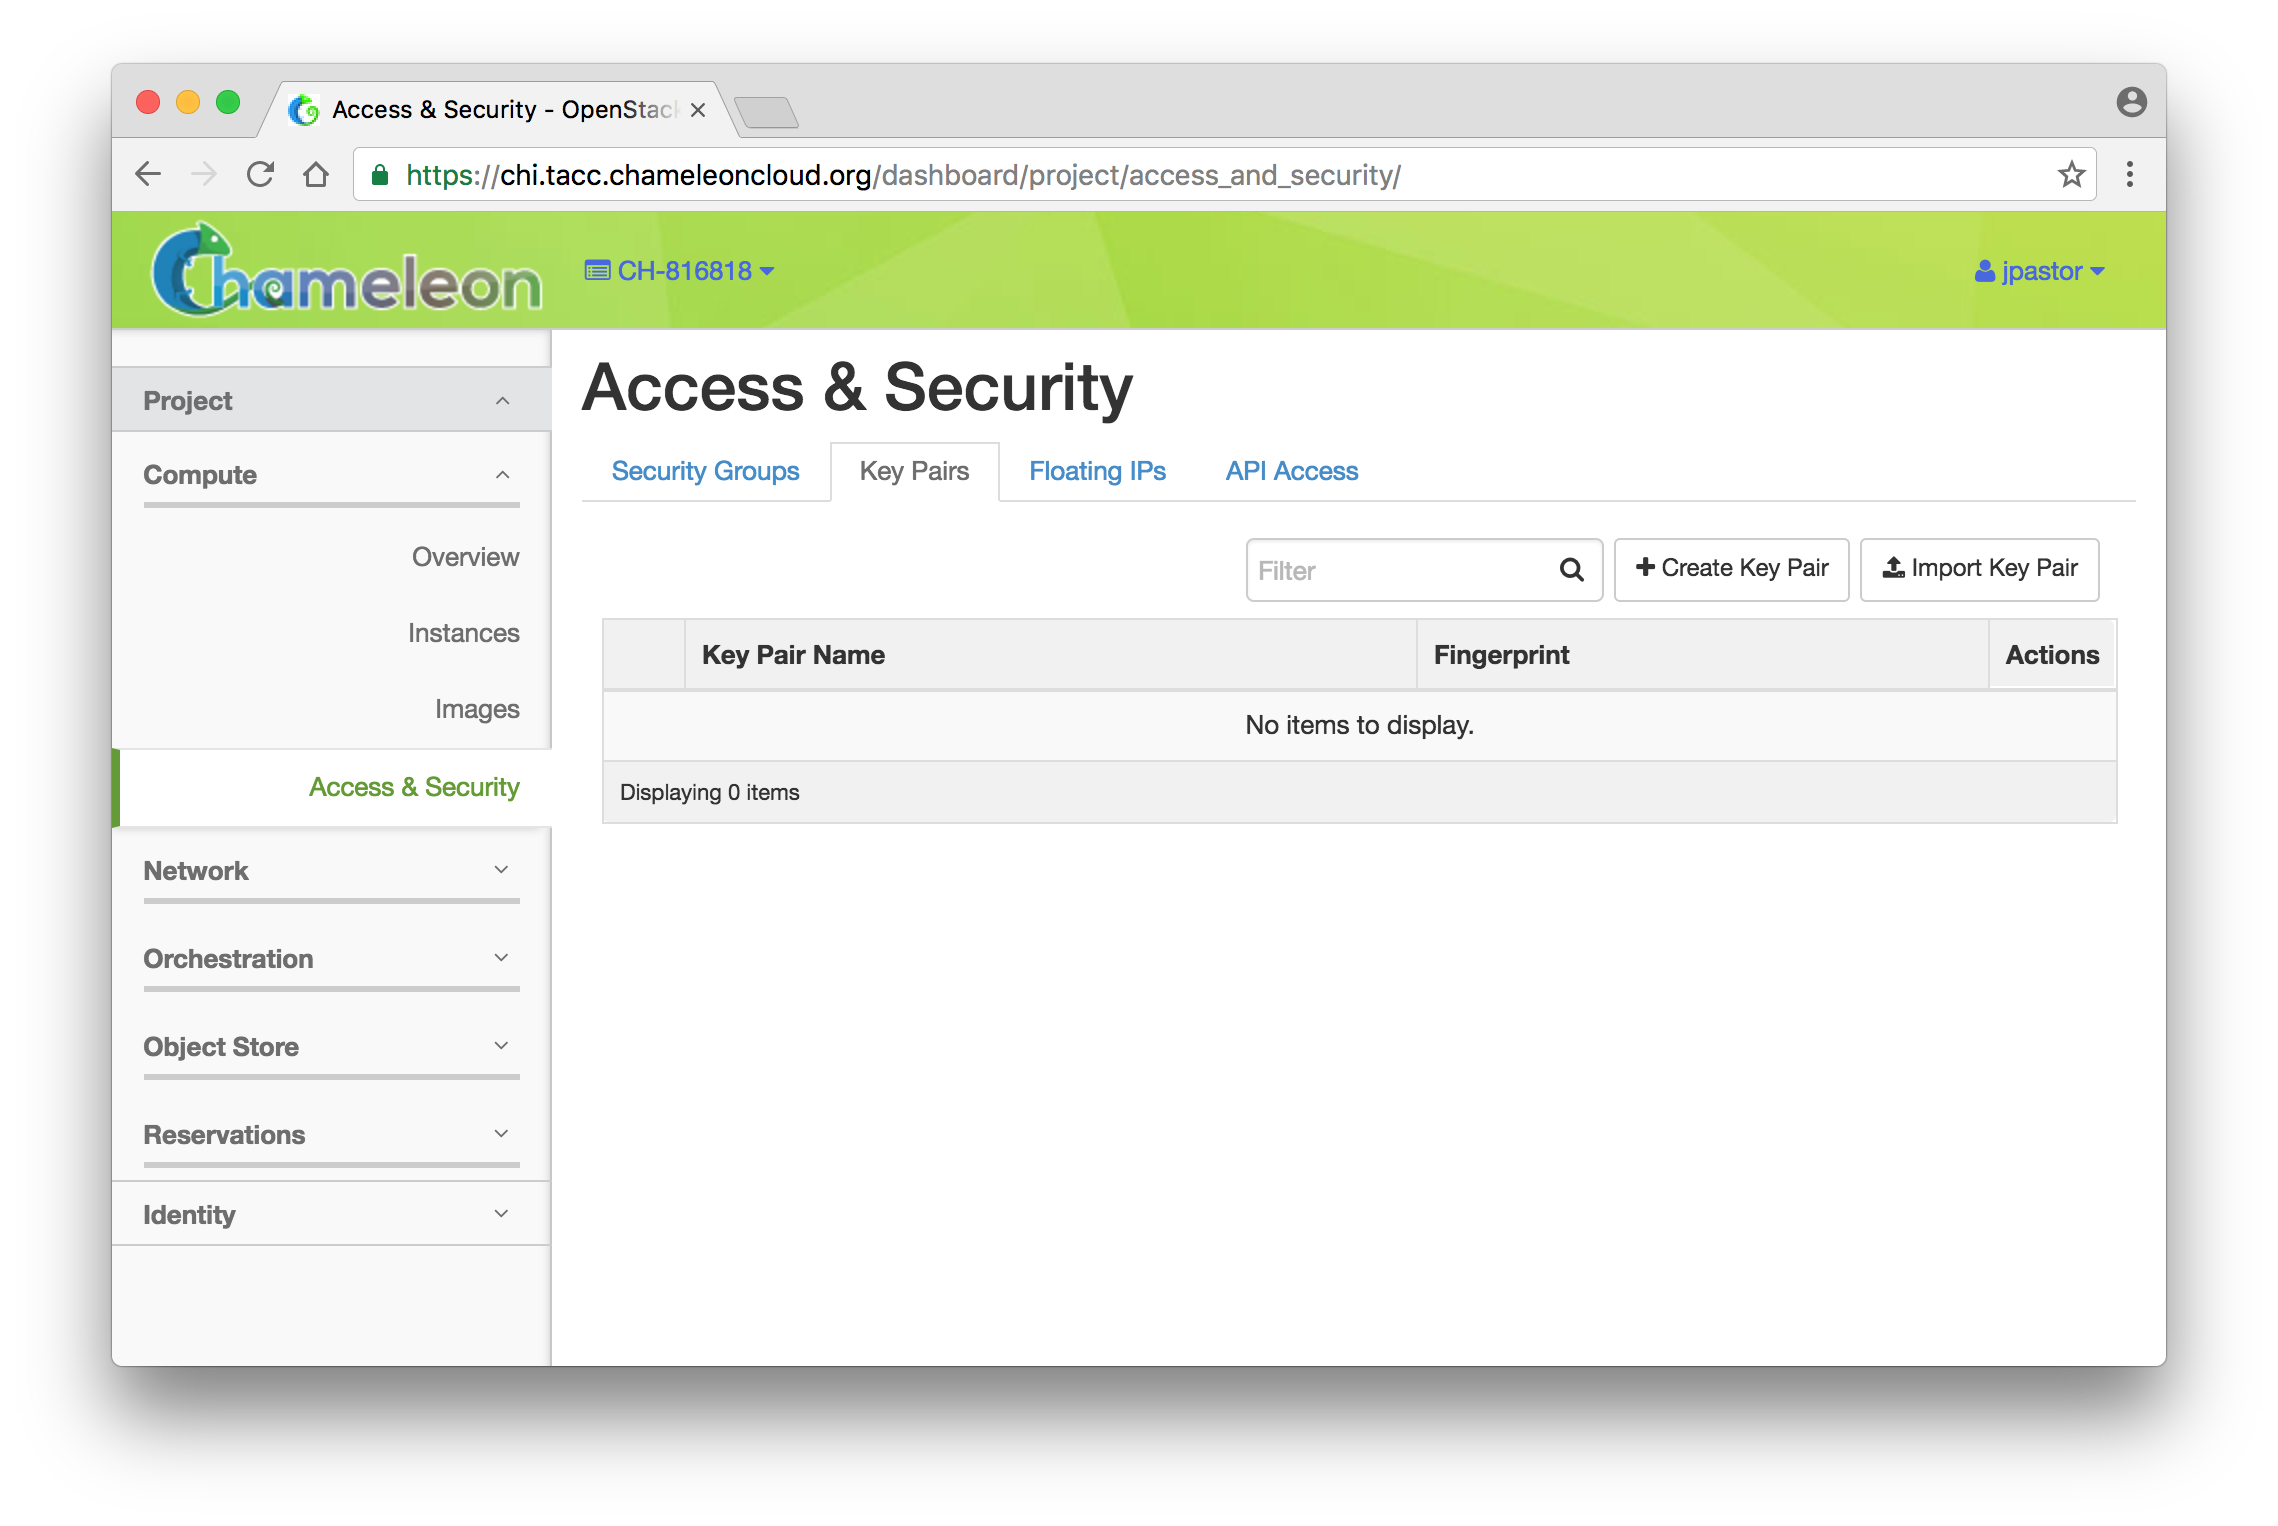 Access & Security - OpenStack
https://chi.tacc.chameleoncloud.org/dashboard/project/access_and_security/
Chameleon
CH-816818
jpastor
Project
Compute
Overview
Instances
Images
Access & Security
Network
Orchestration
Object Store
Reservations
Identity
Access & Security
Security Groups Key Pairs Floating IPs API Access
Filter Create Key Pair Import Key Pair
Key Pair Name Fingerprint Actions
No items to display.
Displaying 0 items